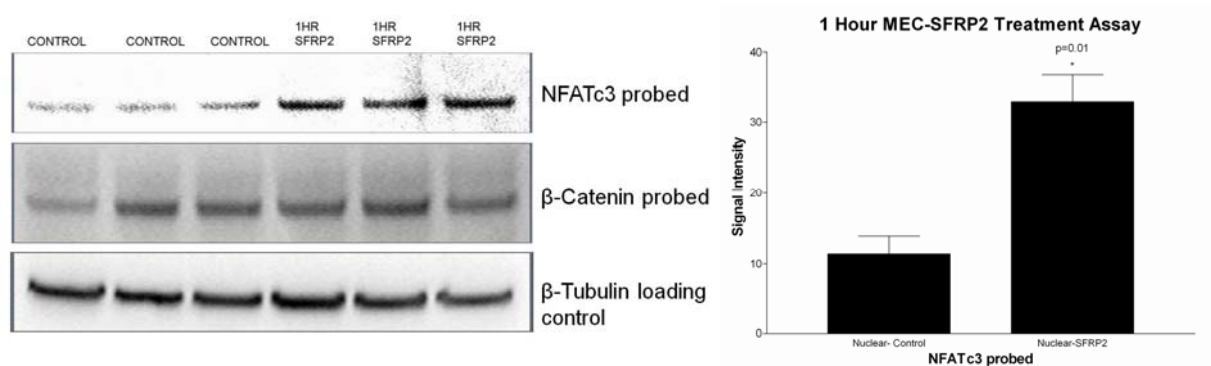 CONTROL CONTROL CONTROL 1HR SFRP2 1HR SFRP2 1HR SFRP2
NFATc3 probed
β-Catenin probed
β-Tubulin loading
control
1 Hour MEC-SFRP2 Treatment Assay
p=0.01
*
40
30
20
10
0
Signal Intensity
Nuclear- Control Nuclear-SFRP2
NFATc3 probed